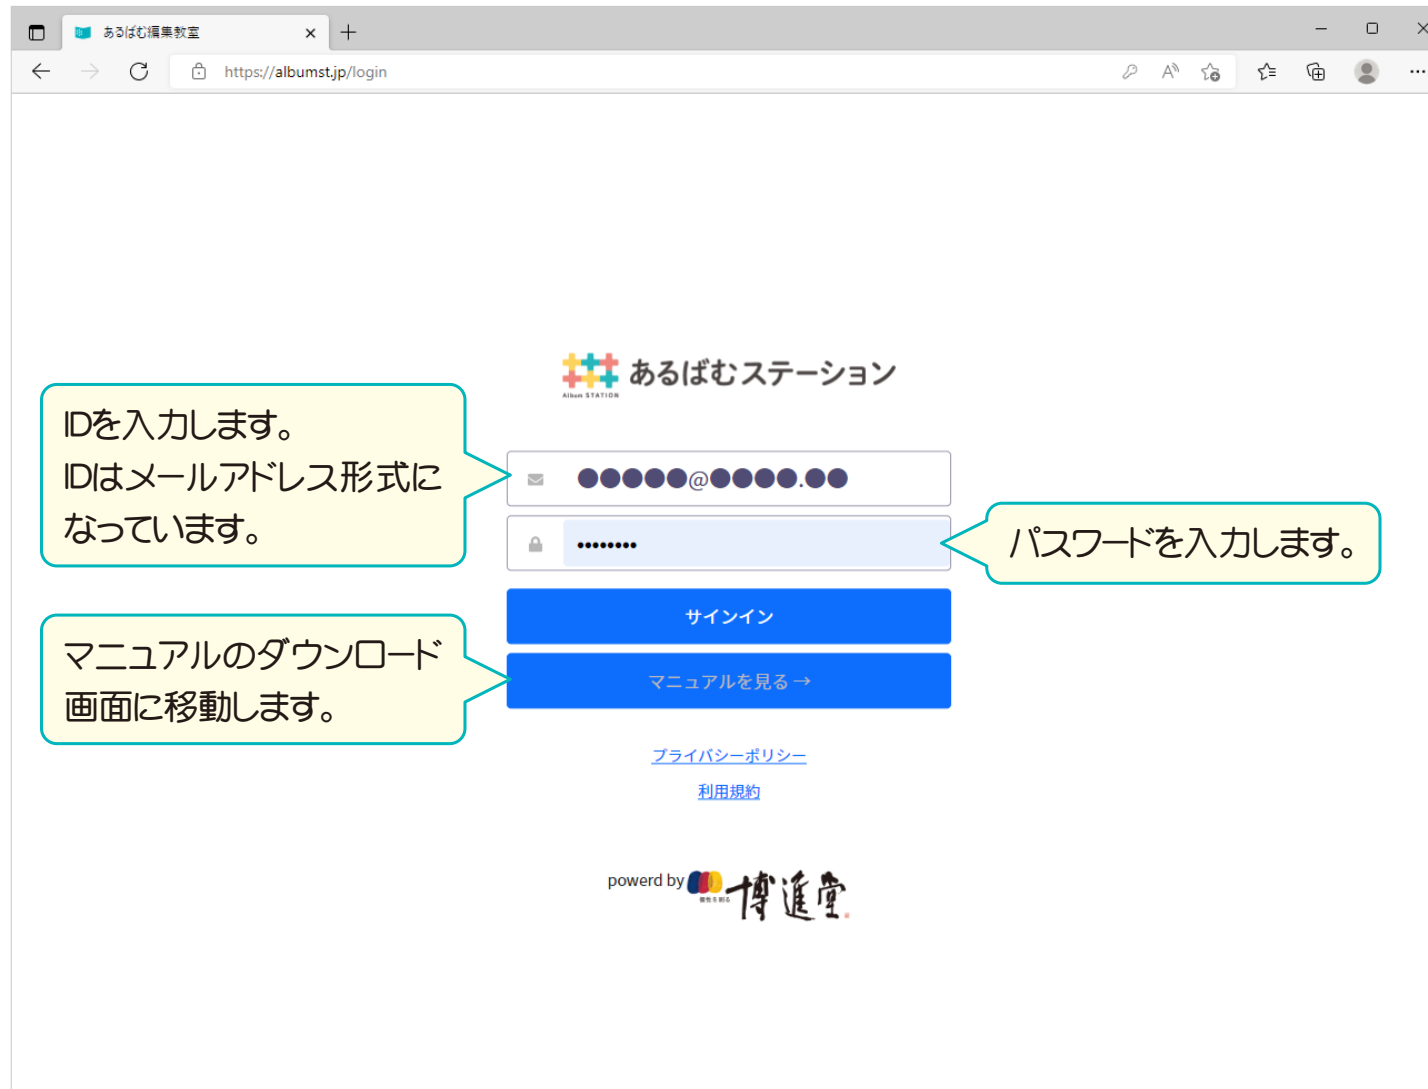 あるばむ編集教室
https://albumst.jp/login
あるばむステーション
Album STATION
IDを入力します。
IDはメールアドレス形式に
なっています。
●●●●●@●●●●.●●
••••••••
パスワードを入力します。
サインイン
マニュアルのダウンロード
画面に移動します。
マニュアルを見る→
プライバシーポリシー
利用規約
powerd by
個性を創る
博進堂